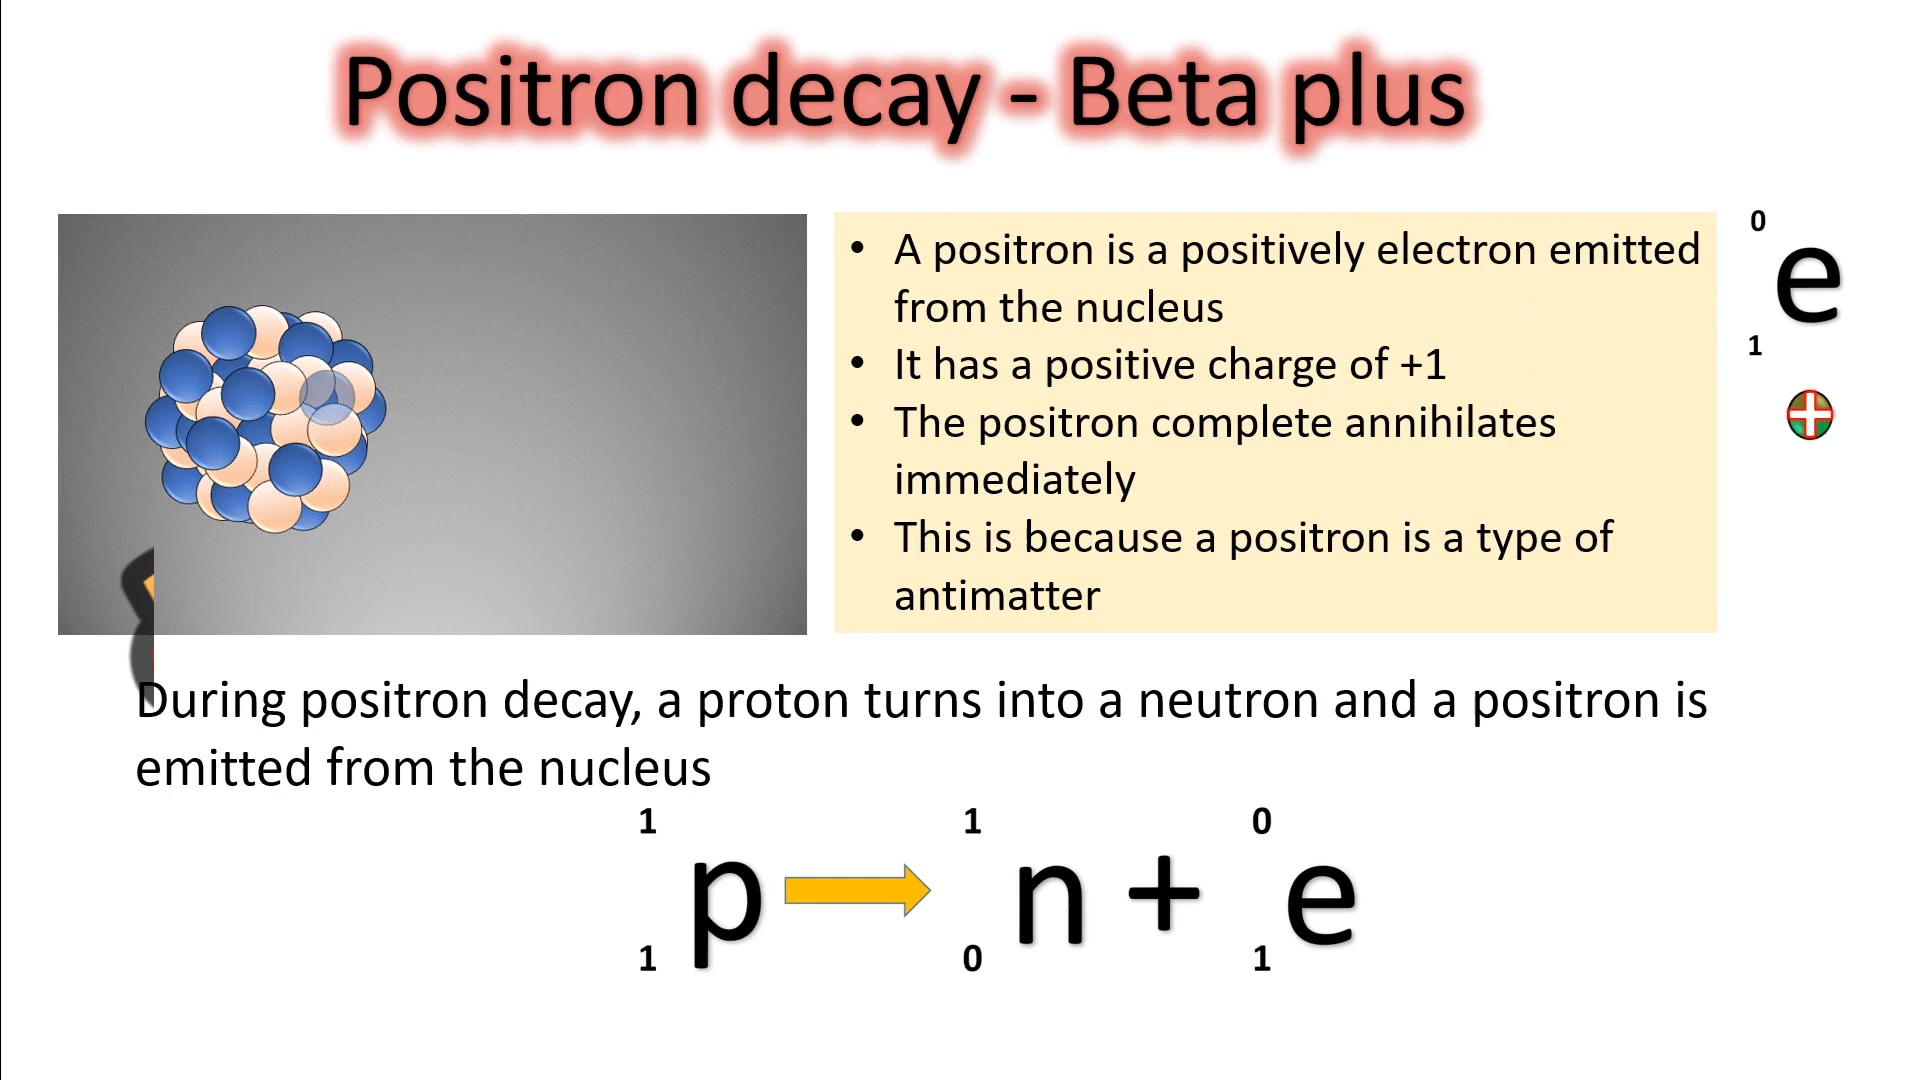 Positron decay - Beta plus
• A positron is a positively electron emitted
from the nucleus
• It has a positive charge of +1
• The positron complete annihilates
immediately
• This is because a positron is a type of
antimatter
0
e
1
During positron decay, a proton turns into a neutron and a positron is
emitted from the nucleus
1 1 0
p n + e
1 0 1